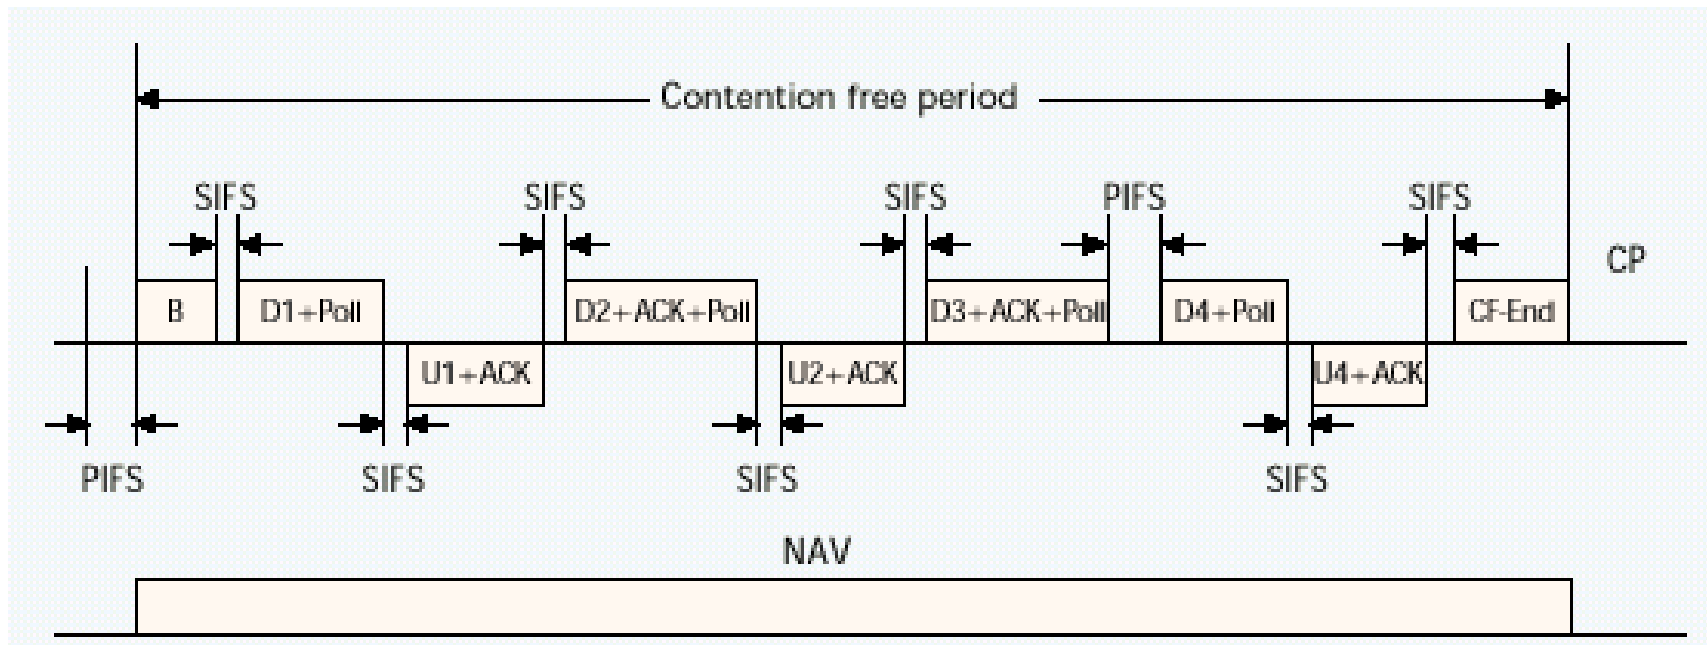 Contention free period
SIFS SIFS SIFS PIFS SIFS
CP
B D1+Poll D2+ACK+Poll D3+ACK+Poll D4+Poll CF-End
U1+ACK U2+ACK U4+ACK
PIFS SIFS SIFS SIFS
NAV